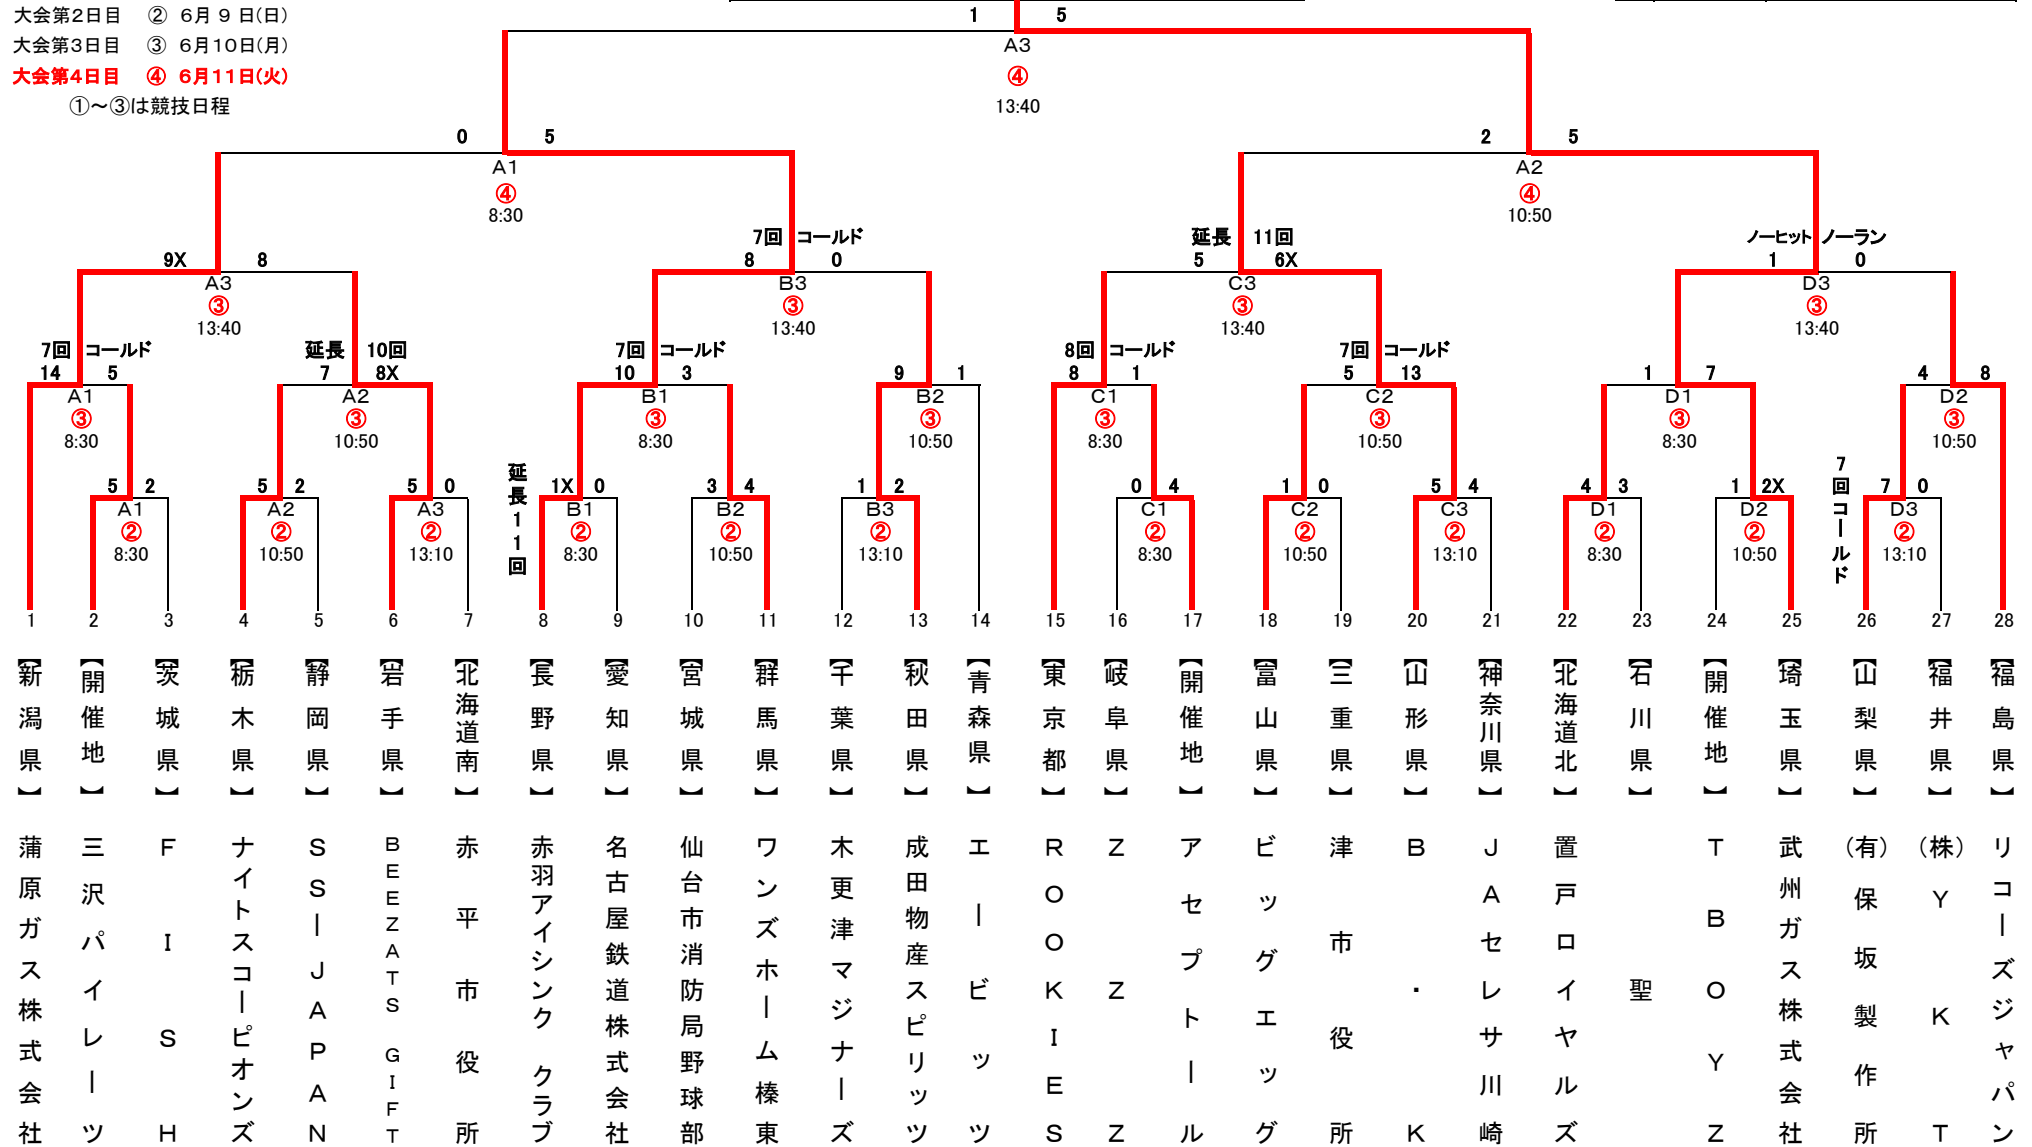 大会第2日目 ② 6月 9 日(日)
大会第3日目 ③ 6月10日(月)
大会第4日目 ④ 6月11日(火)
①～③は競技日程
1 5
A3
④
13:40
0 5
A1
④
8:30
2 5
A2
④
10:50
9X 8
A3
③
13:40
7回 コールド
8 0
B3
③
13:40
延長 11回
5 6X
C3
③
13:40
ノーヒット ノーラン
1 0
D3
③
13:40
7回 コールド
14 5
A1
③
8:30
延長 10回
7 8X
A2
③
10:50
7回 コールド
10 3
B1
③
8:30
9 1
B2
③
10:50
8回 コールド
8 1
C1
③
8:30
7回 コールド
5 13
C2
③
10:50
1 7
D1
③
8:30
4 8
D2
③
10:50
5 2
A1
②
8:30
5 2
A2
②
10:50
5 0
A3
②
13:10
延長11回
1X 0
B1
②
8:30
3 4
B2
②
10:50
1 2
B3
②
13:10
0 4
C1
②
8:30
1 0
C2
②
10:50
5 4
C3
②
13:10
4 3
D1
②
8:30
1 2X
D2
②
10:50
7回コールド
7 0
D3
②
13:10
1 2 3 4 5 6 7 8 9 10 11 12 13 14 15 16 17 18 19 20 21 22 23 24 25 26 27 28
【新潟県】 蒲原ガス株式会社
【開催地】 三沢パイレーツ
【茨城県】 FISH
【栃木県】 ナイトスコーピオンズ
【静岡県】 SSーJAPAN
【岩手県】 BEEZATS GIFT
【北海道南】 赤平市役所
【長野県】 赤羽アイシンク クラブ
【愛知県】 名古屋鉄道株式会社
【宮城県】 仙台市消防局野球部
【群馬県】 ワンズホーム榛東
【千葉県】 木更津マジナーズ
【秋田県】 成田物産スピリッツ
【青森県】 エービッツ
【東京都】 ROOKIES
【岐阜県】 ZZZ
【開催地】 アセプトール
【富山県】 ビッグエッグ
【三重県】 津市役所
【山形県】 B・K
【神奈川県】 JAセレサ川崎
【北海道北】 置戸ロイヤルズ
【石川県】 聖
【開催地】 TBOYZ
【埼玉県】 武州ガス株式会社
【山梨県】 (有)保坂製作所
【福井県】 (株)YKT
【福島県】 リコーズジャパン